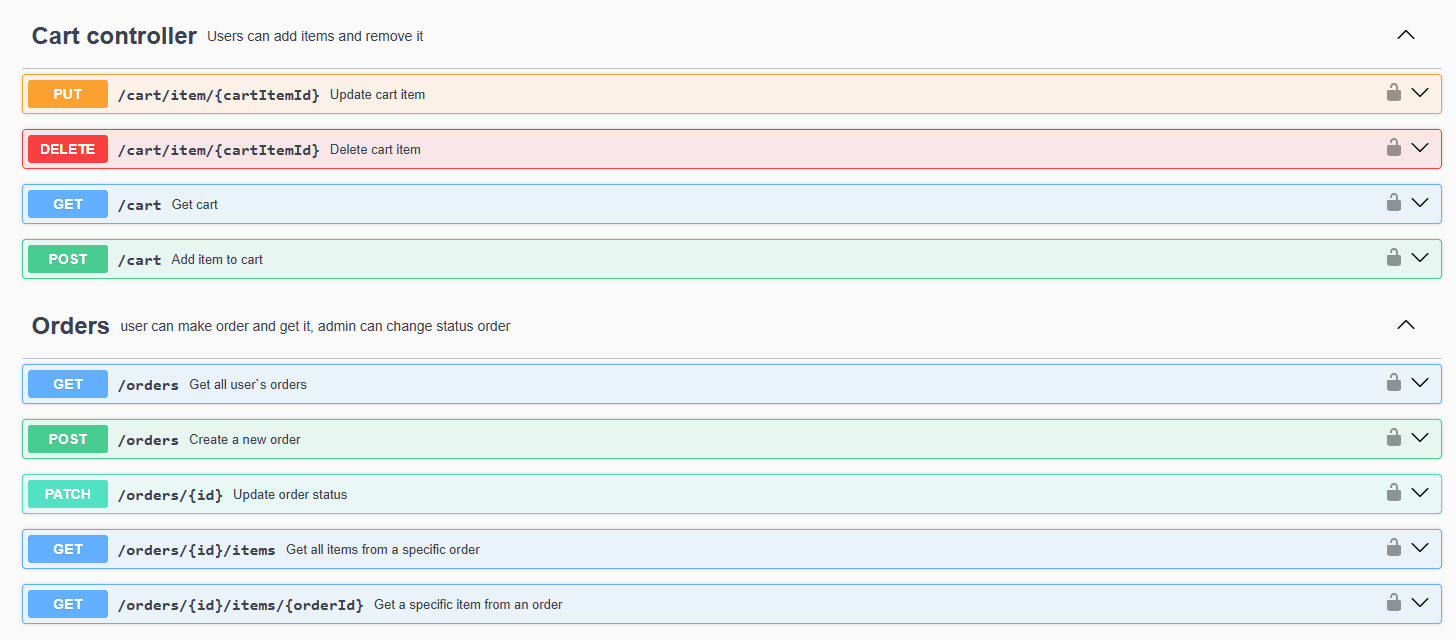 Cart controller Users can add items and remove it
PUT /cart/item/{cartItemId} Update cart item
DELETE /cart/item/{cartItemId} Delete cart item
GET /cart Get cart
POST /cart Add item to cart
Orders user can make order and get it, admin can change status order
GET /orders Get all user`s orders
POST /orders Create a new order
PATCH /orders/{id} Update order status
GET /orders/{id}/items Get all items from a specific order
GET /orders/{id}/items/{orderId} Get a specific item from an order